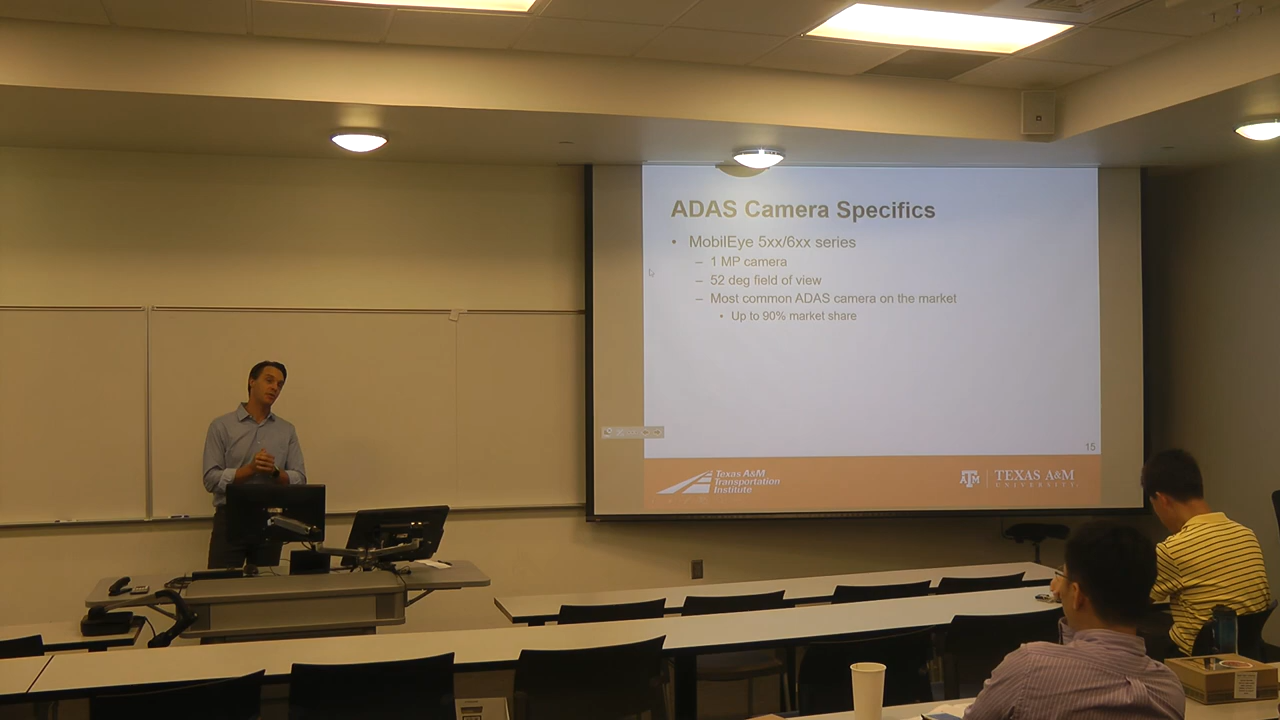 ADAS Camera Specifics
• MobilEye 5xx/6xx series
– 1 MP camera
– 52 deg field of view
– Most common ADAS camera on the market
• Up to 90% market share
15
Texas A&M
Transportation
Institute
ATM
TEXAS A&M
UNIVERSITY